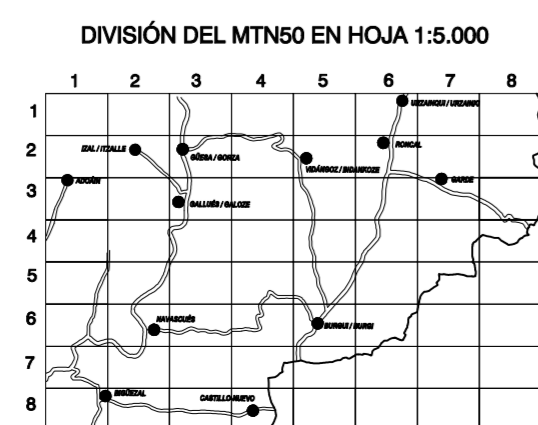 DIVISIÓN DEL MTN50 EN HOJA 1:5.000
1 2 3 4 5 6 7 8
1
URZAINQUI / URZAINKI
2
IZAL / ITZALLE
GÜESA / GORZA
RONCAL
VIDÁNGOZ / BIDANKOZE
3
ADOÁIN
GARDE
GALLUÉS / GALOZE
4
5
6
NAVASCUÉS
BURGUI / BURGI
7
8
BIGÜÉZAL
CASTILLO-NUEVO